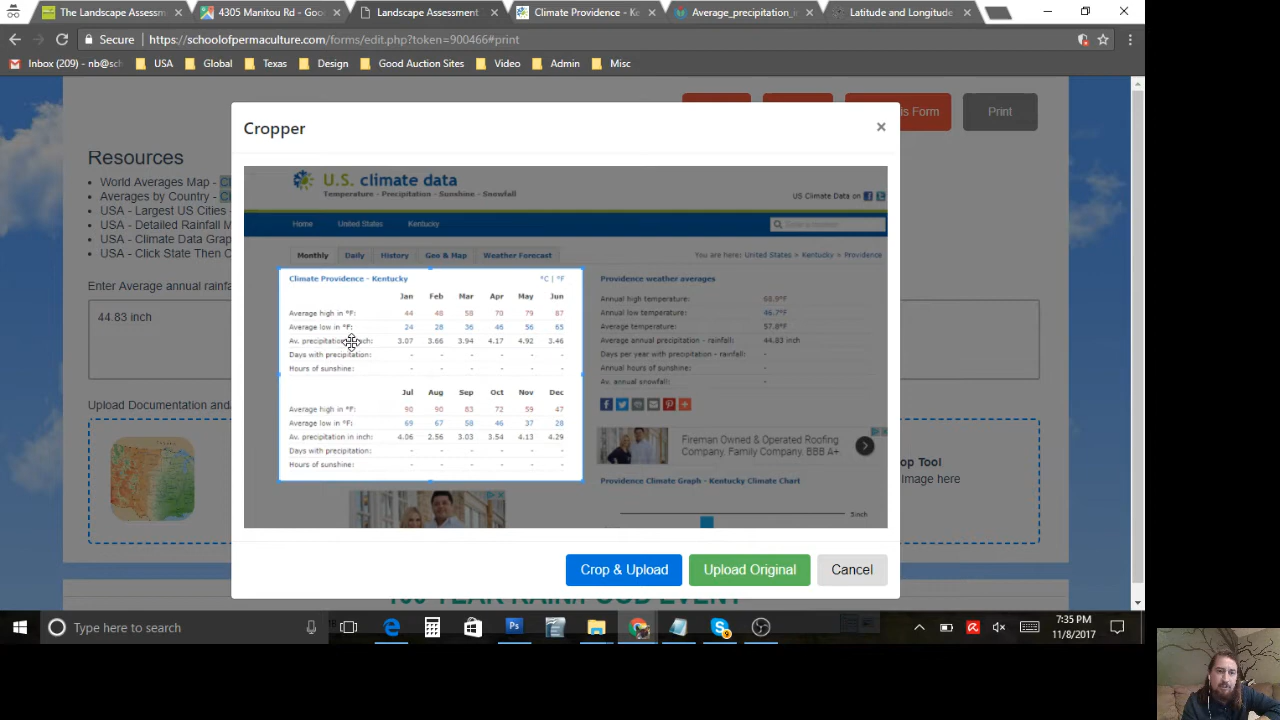 The Landscape Assessm
4305 Martin Rd - Goo
Landscape Assessment
Climate Providence - Ke
Average_precipitation_i
Latitude and Longitude
Secure | https://schoolofpermaculture.com/forms/edit.php?token=900466#print
Inbox (209) - nb@sch
USA
Global
Texas
Design
Good Auction Sites
Video
Admin
Misc
is Form
Print
Cropper
×
Resources
World Averages Map - Cl
Averages by Country - Cl
USA - Largest US Cities -
USA - Detailed Rainfall M
USA - Climate Data Grap
USA - Click State Then C
Enter Average annual rainfa
44.83 inch
Upload Documentation and/
op Tool
Image here
U.S. climate data
Temperature - Precipitation - Sunshine - Snowfall
US Climate Data on
Home
United States
Kentucky
Monthly
Daily
History
Geo & Map
Weather Forecast
You are here: United States > Kentucky > Providence
Climate Providence - Kentucky
°C | °F
Jan Feb Mar Apr May Jun
Average high in °F: 44 48 58 70 79 87
Average low in °F: 24 28 36 46 56 65
Av. precipitation in inch: 3.07 3.66 3.94 4.17 4.92 3.46
Days with precipitation: - - - - - -
Hours of sunshine: - - - - - -
Jul Aug Sep Oct Nov Dec
Average high in °F: 90 90 83 72 59 47
Average low in °F: 69 67 58 46 37 28
Av. precipitation in inch: 4.06 2.56 3.03 3.54 4.13 4.29
Days with precipitation: - - - - - -
Hours of sunshine: - - - - - -
Providence weather averages
Annual high temperature: 68.9°F
Annual low temperature: 46.7°F
Average temperature: 57.8°F
Average annual precipitation - rainfall: 44.83 inch
Days per year with precipitation - rainfall: -
Annual hours of sunshine: -
Av. annual snowfall: -
Fireman Owned & Operated Roofing
Company. Family Company. BBB A+.
Providence Climate Graph - Kentucky Climate Chart
5inch
Crop & Upload
Upload Original
Cancel
Type here to search
7:35 PM
11/8/2017